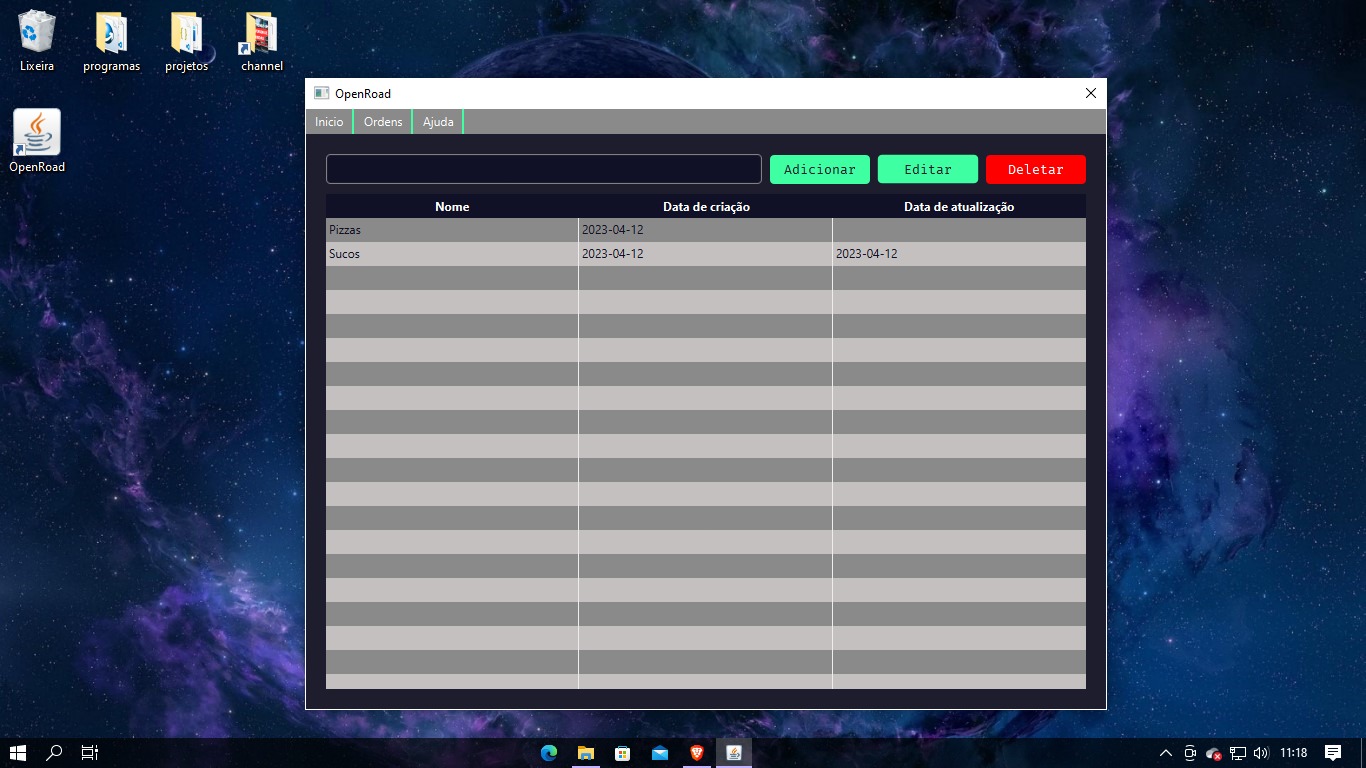 Lixeira
programas
projetos
channel
OpenRoad
OpenRoad
Inicio Ordens Ajuda
Adicionar Editar Deletar
Nome Data de criação Data de atualização
Pizzas 2023-04-12
Sucos 2023-04-12 2023-04-12
11:18